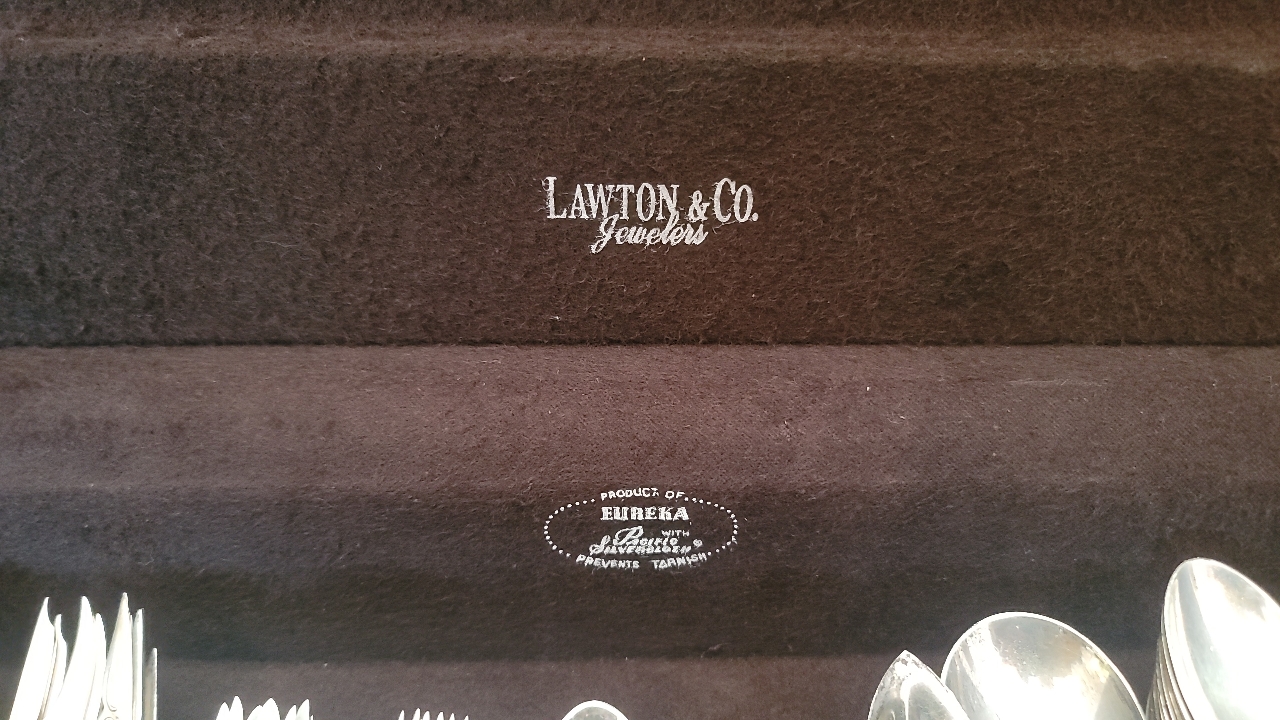 LAWTON & CO.
Jewelers
PRODUCT OF
EUREKA
WITH
Pacific
SILVERCLOTH®
PREVENTS TARNISH